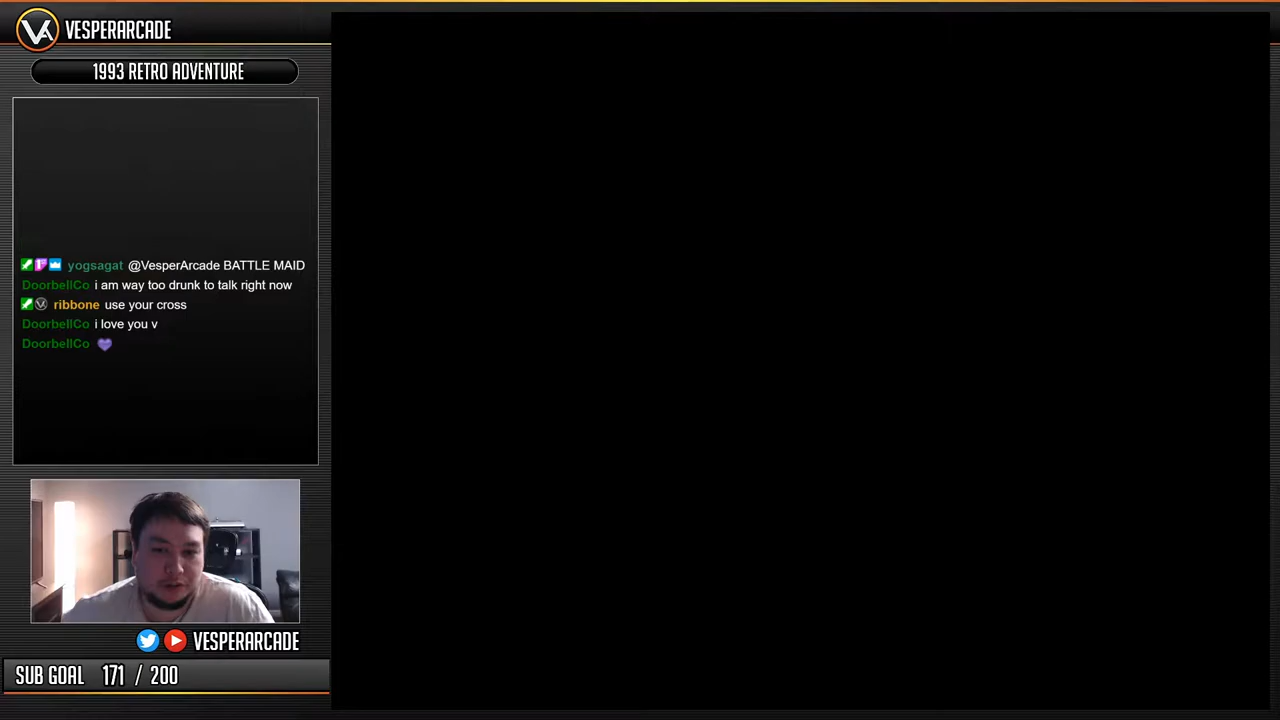 VA VESPERARCADE
1993 RETRO ADVENTURE
yogsagat @VesperArcade BATTLE MAID
DoorbellCo i am way too drunk to talk right now
ribbone use your cross
DoorbellCo i love you v
DoorbellCo 💜
VESPERARCADE
SUB GOAL 171 / 200